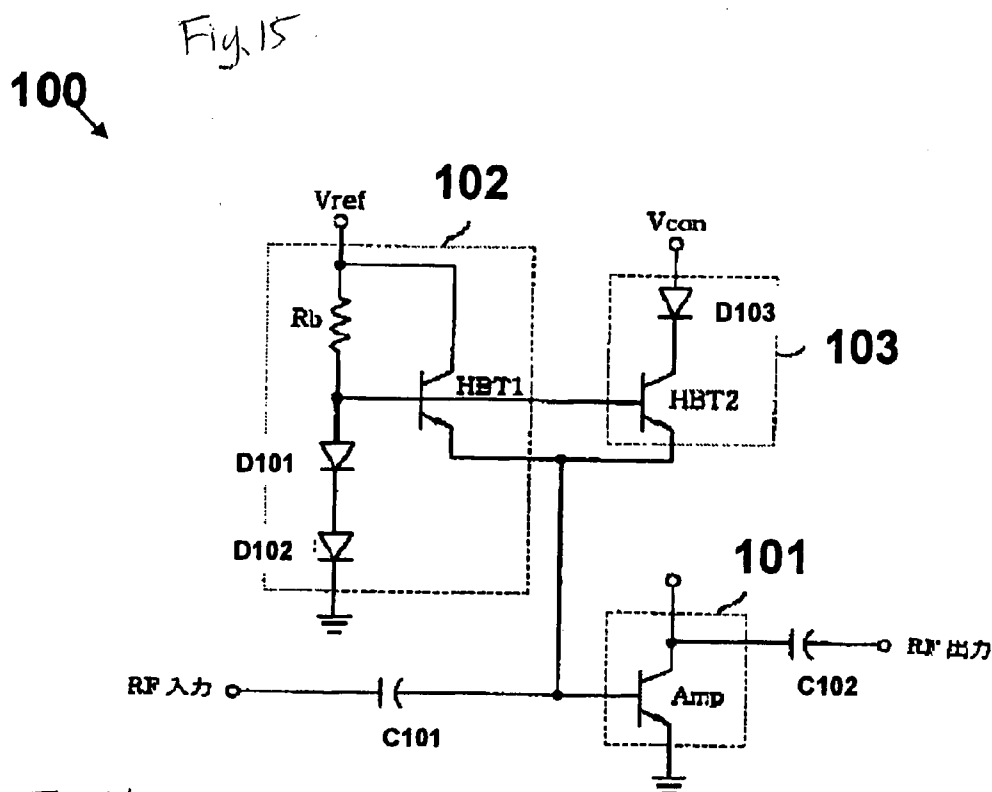 Fig. 15
100
102
Vref
Vcon
Rb
D103
103
HBT1
HBT2
D101
D102
101
RF 出力
RF 入力
Amp
C102
C101